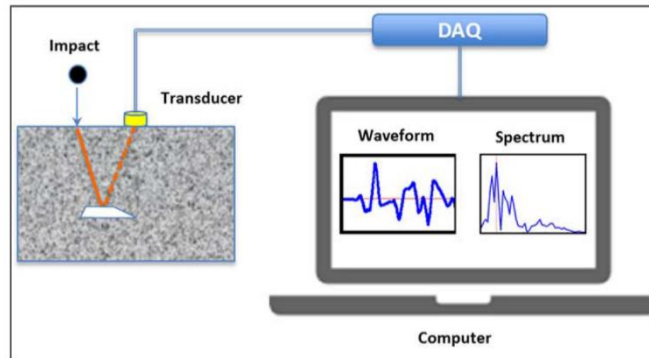 DAQ
Impact
Transducer
Waveform
Spectrum
Computer